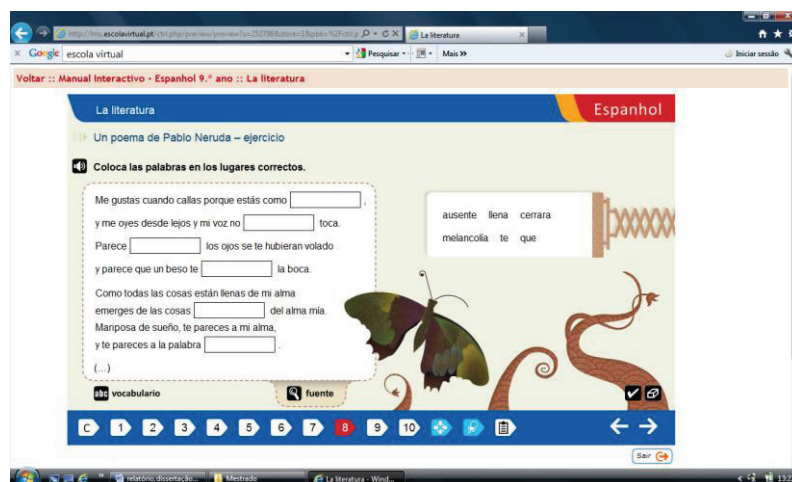 La literatura
Google escola virtual Pesquisar Mais »
Iniciar sessão
Voltar :: Manual Interactivo - Espanhol 9.º ano :: La literatura
La literatura
Espanhol
Un poema de Pablo Neruda – ejercicio
Coloca las palabras en los lugares correctos.
Me gustas cuando callas porque estás como ,
y me oyes desde lejos y mi voz no toca.
Parece los ojos se te hubieran volado
y parece que un beso te la boca.
Como todas las cosas están llenas de mi alma
emerges de las cosas del alma mía.
Mariposa de sueño, te pareces a mi alma,
y te pareces a la palabra .
(...)
ausente llena cerrara
melancolía te que
abc vocabulario
fuente
C 1 2 3 4 5 6 7 8 9 10
Sair
relatório_dissertação... Mestrado La literatura - Wind...